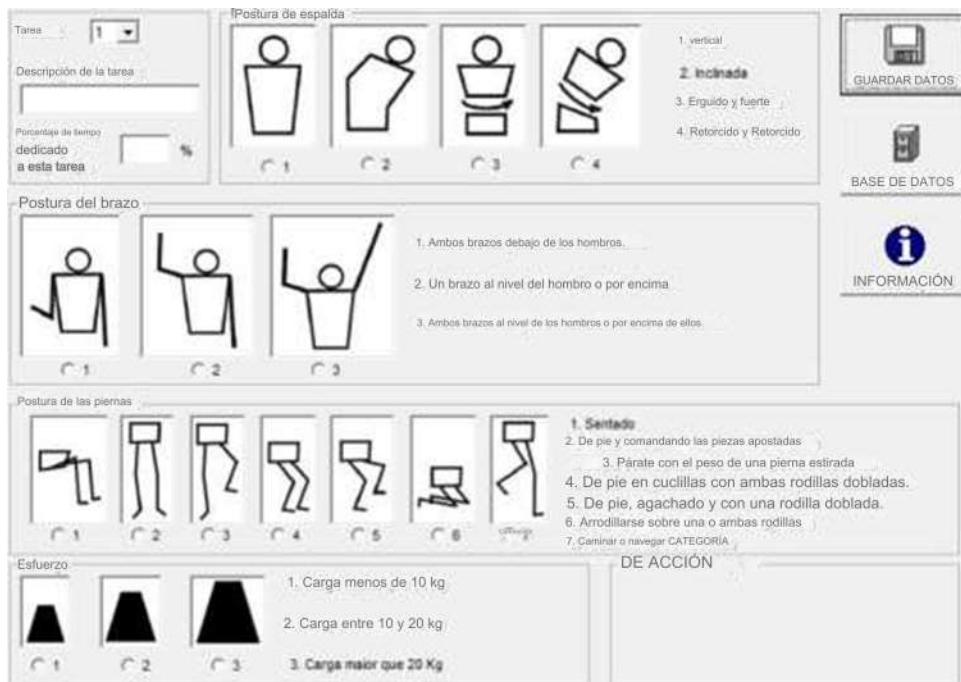 Tarea
1
Descripción de la tarea
Porcentaje de tiempo
dedicado
a esta tarea
%
Postura de espalda
1
2
3
4
1. vertical
2. Inclinada
3. Erguido y fuerte
4. Retorcido y Retorcido
GUARDAR DATOS
BASE DE DATOS
INFORMACIÓN
Postura del brazo
1
2
3
1. Ambos brazos debajo de los hombros.
2. Un brazo al nivel del hombro o por encima
3. Ambos brazos al nivel de los hombros o por encima de ellos.
Postura de las piernas
1
2
3
4
5
6
1. Sentado
2. De pie y comandando las piezas apostadas
3. Párate con el peso de una pierna estirada
4. De pie en cuclillas con ambas rodillas dobladas.
5. De pie, agachado y con una rodilla doblada.
6. Arrodillarse sobre una o ambas rodillas
7. Caminar o navegar CATEGORÍA
DE ACCIÓN
Esfuerzo
1
2
3
1. Carga menos de 10 kg
2. Carga entre 10 y 20 kg
3. Carga maior que 20 Kg